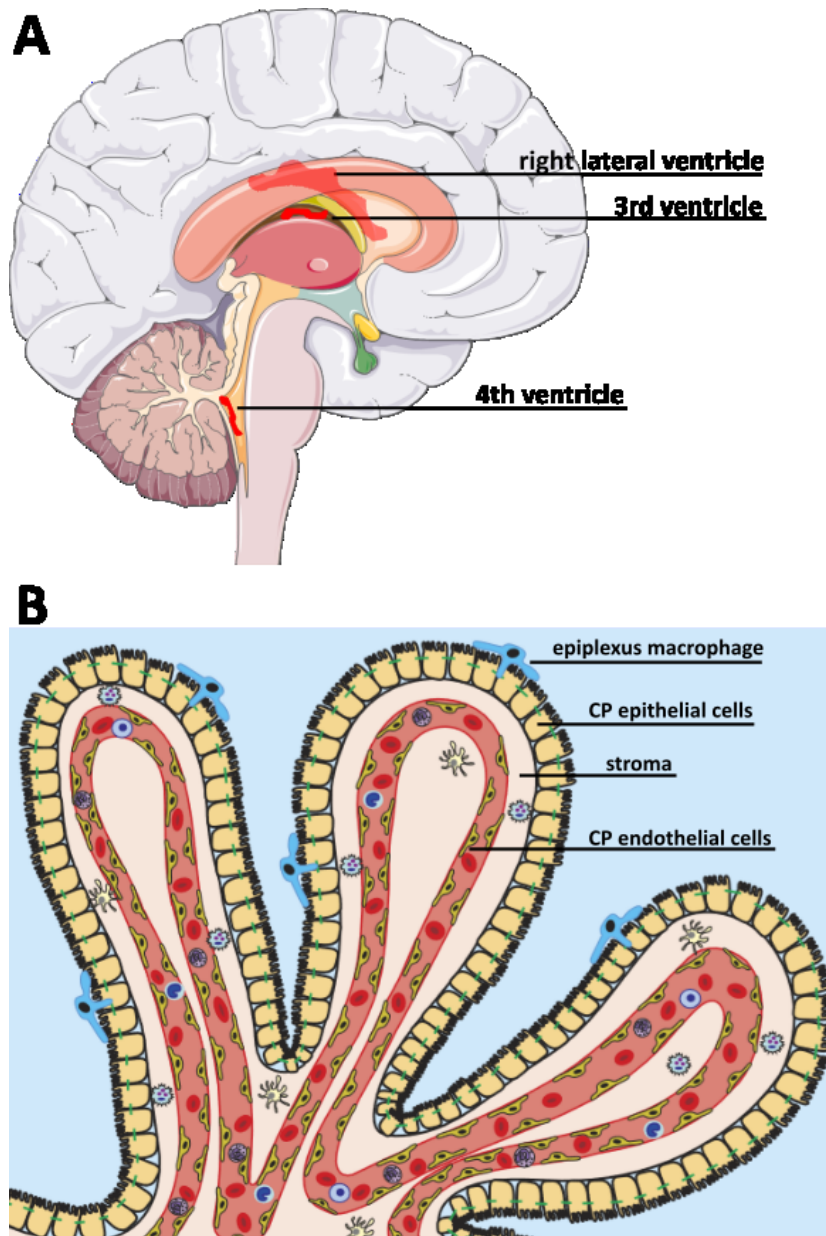 A
right lateral ventricle
3rd ventricle
4th ventricle
B
epiplexus macrophage
CP epithelial cells
stroma
CP endothelial cells